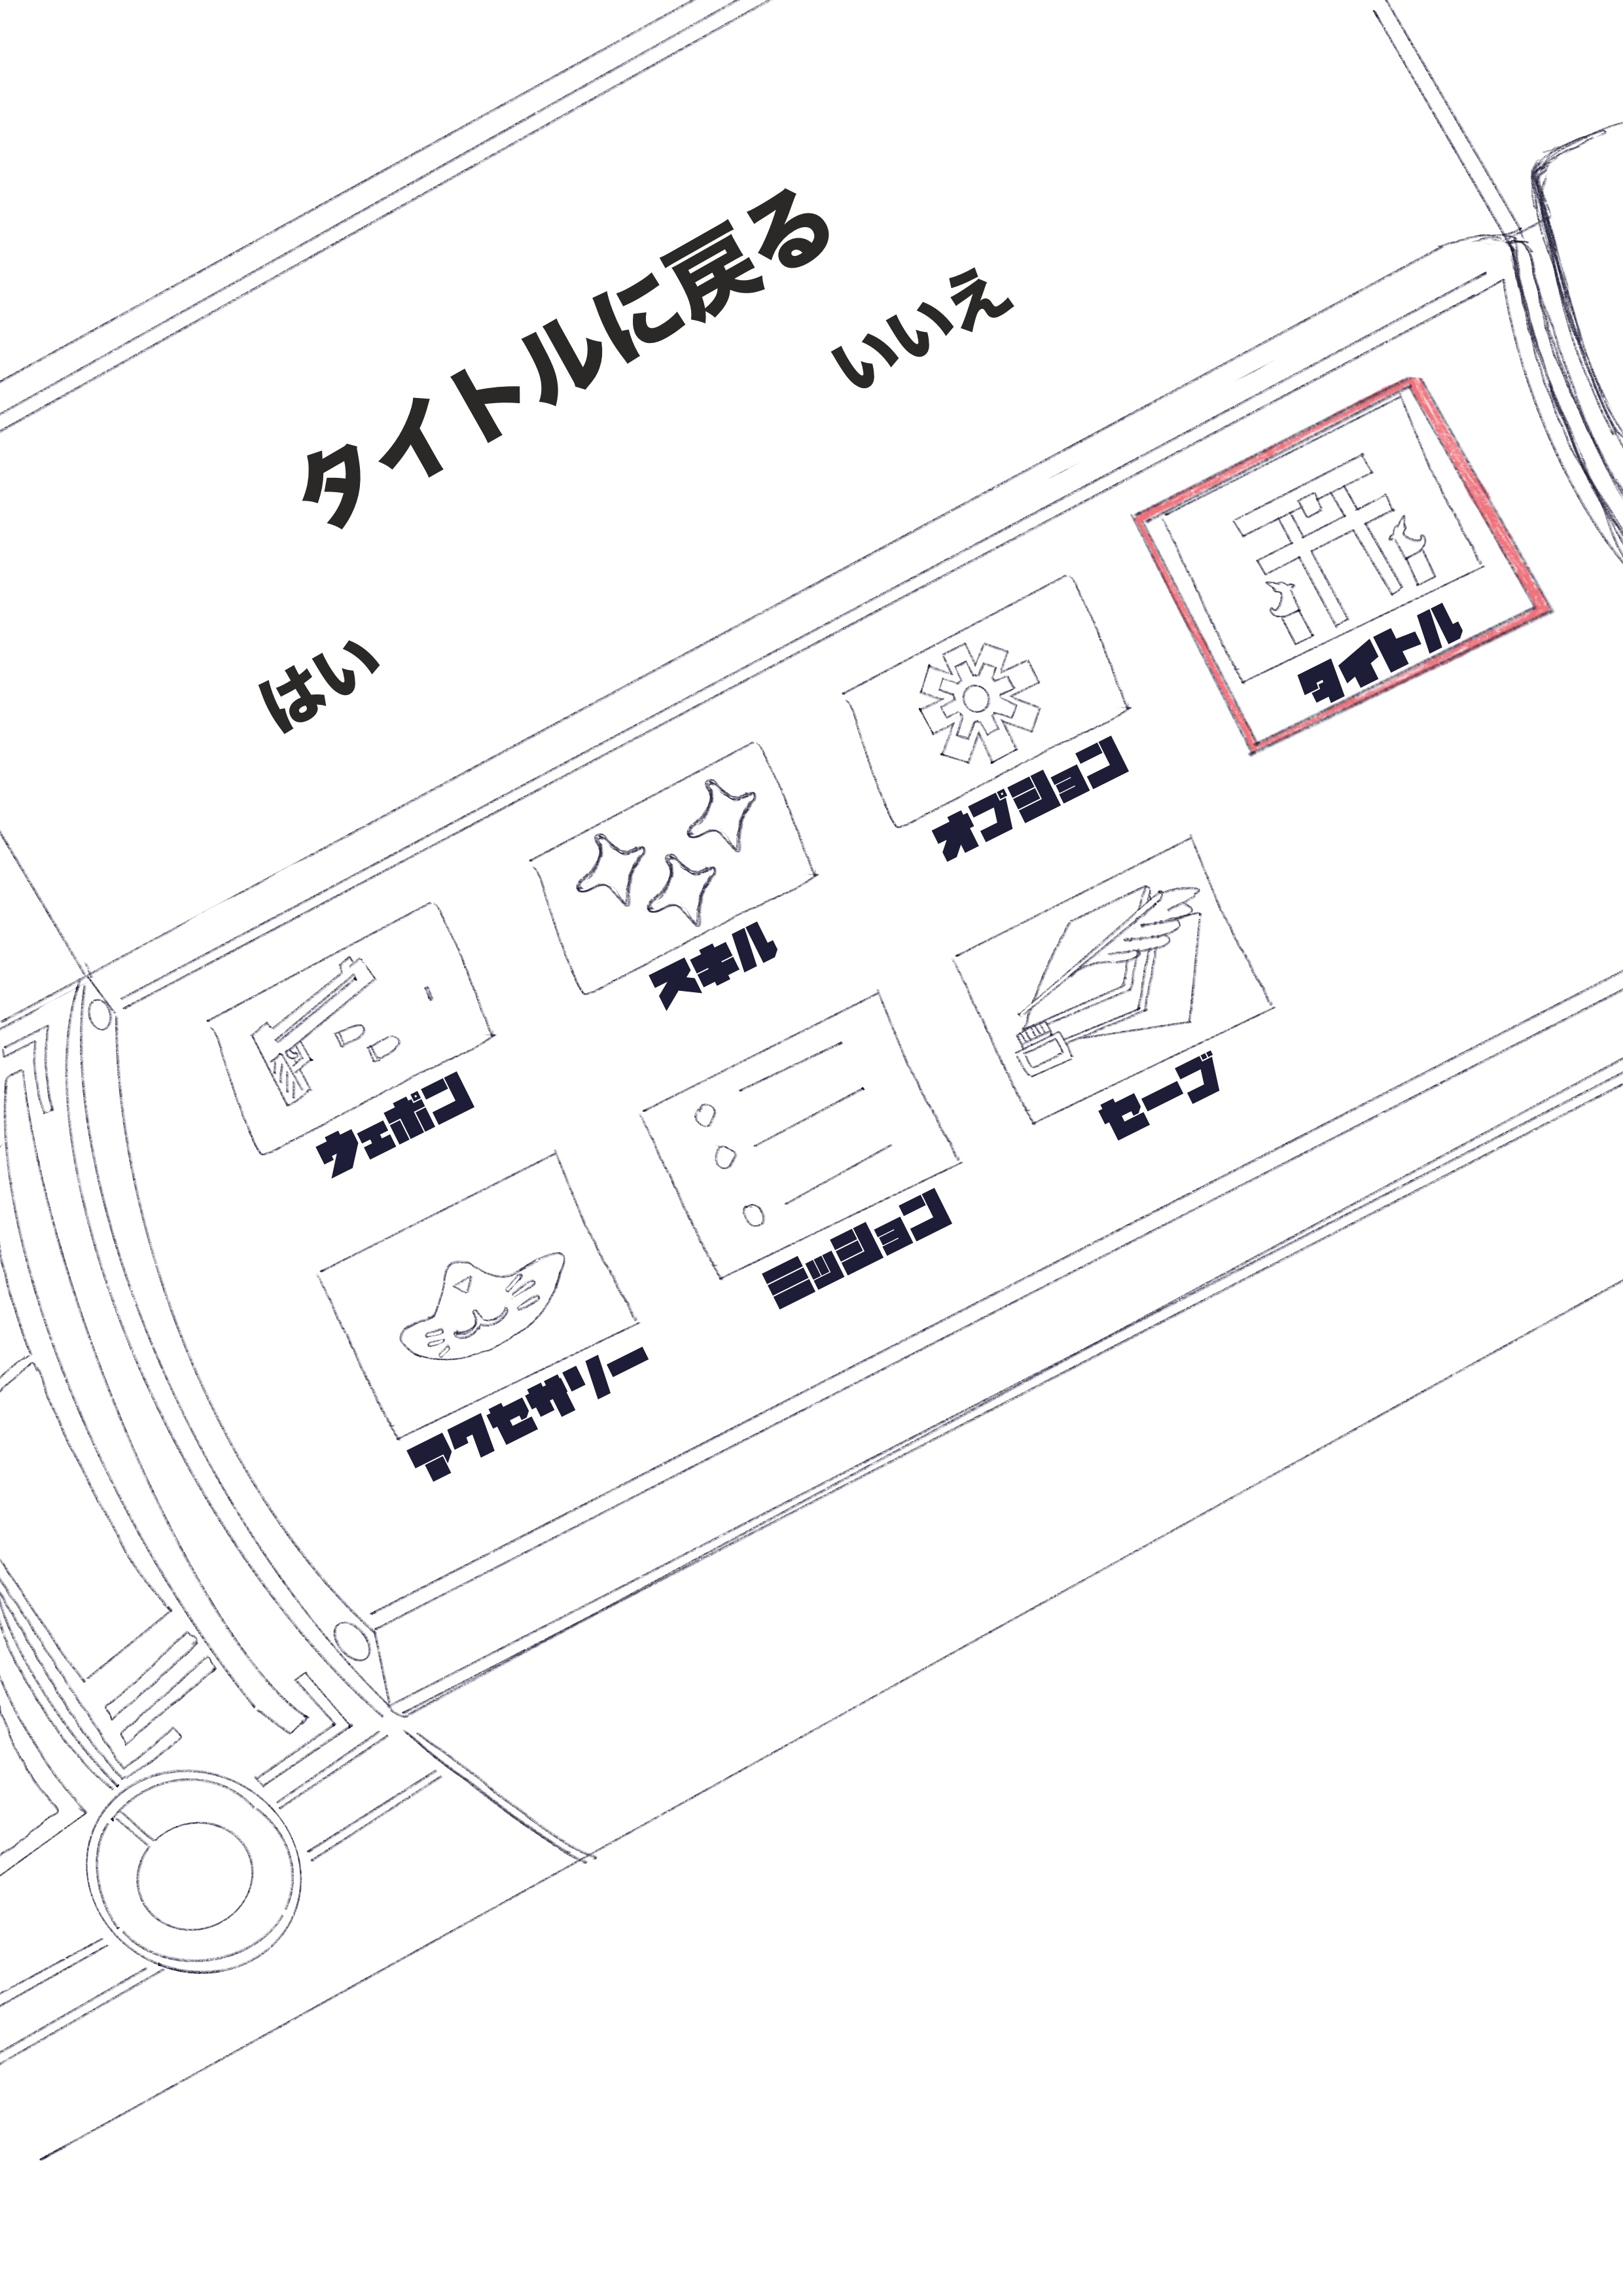 タイトルに戻る
はい
いいえ
ウェポン
スキル
オプション
タイトル
アクセサリー
ミッション
セーブ